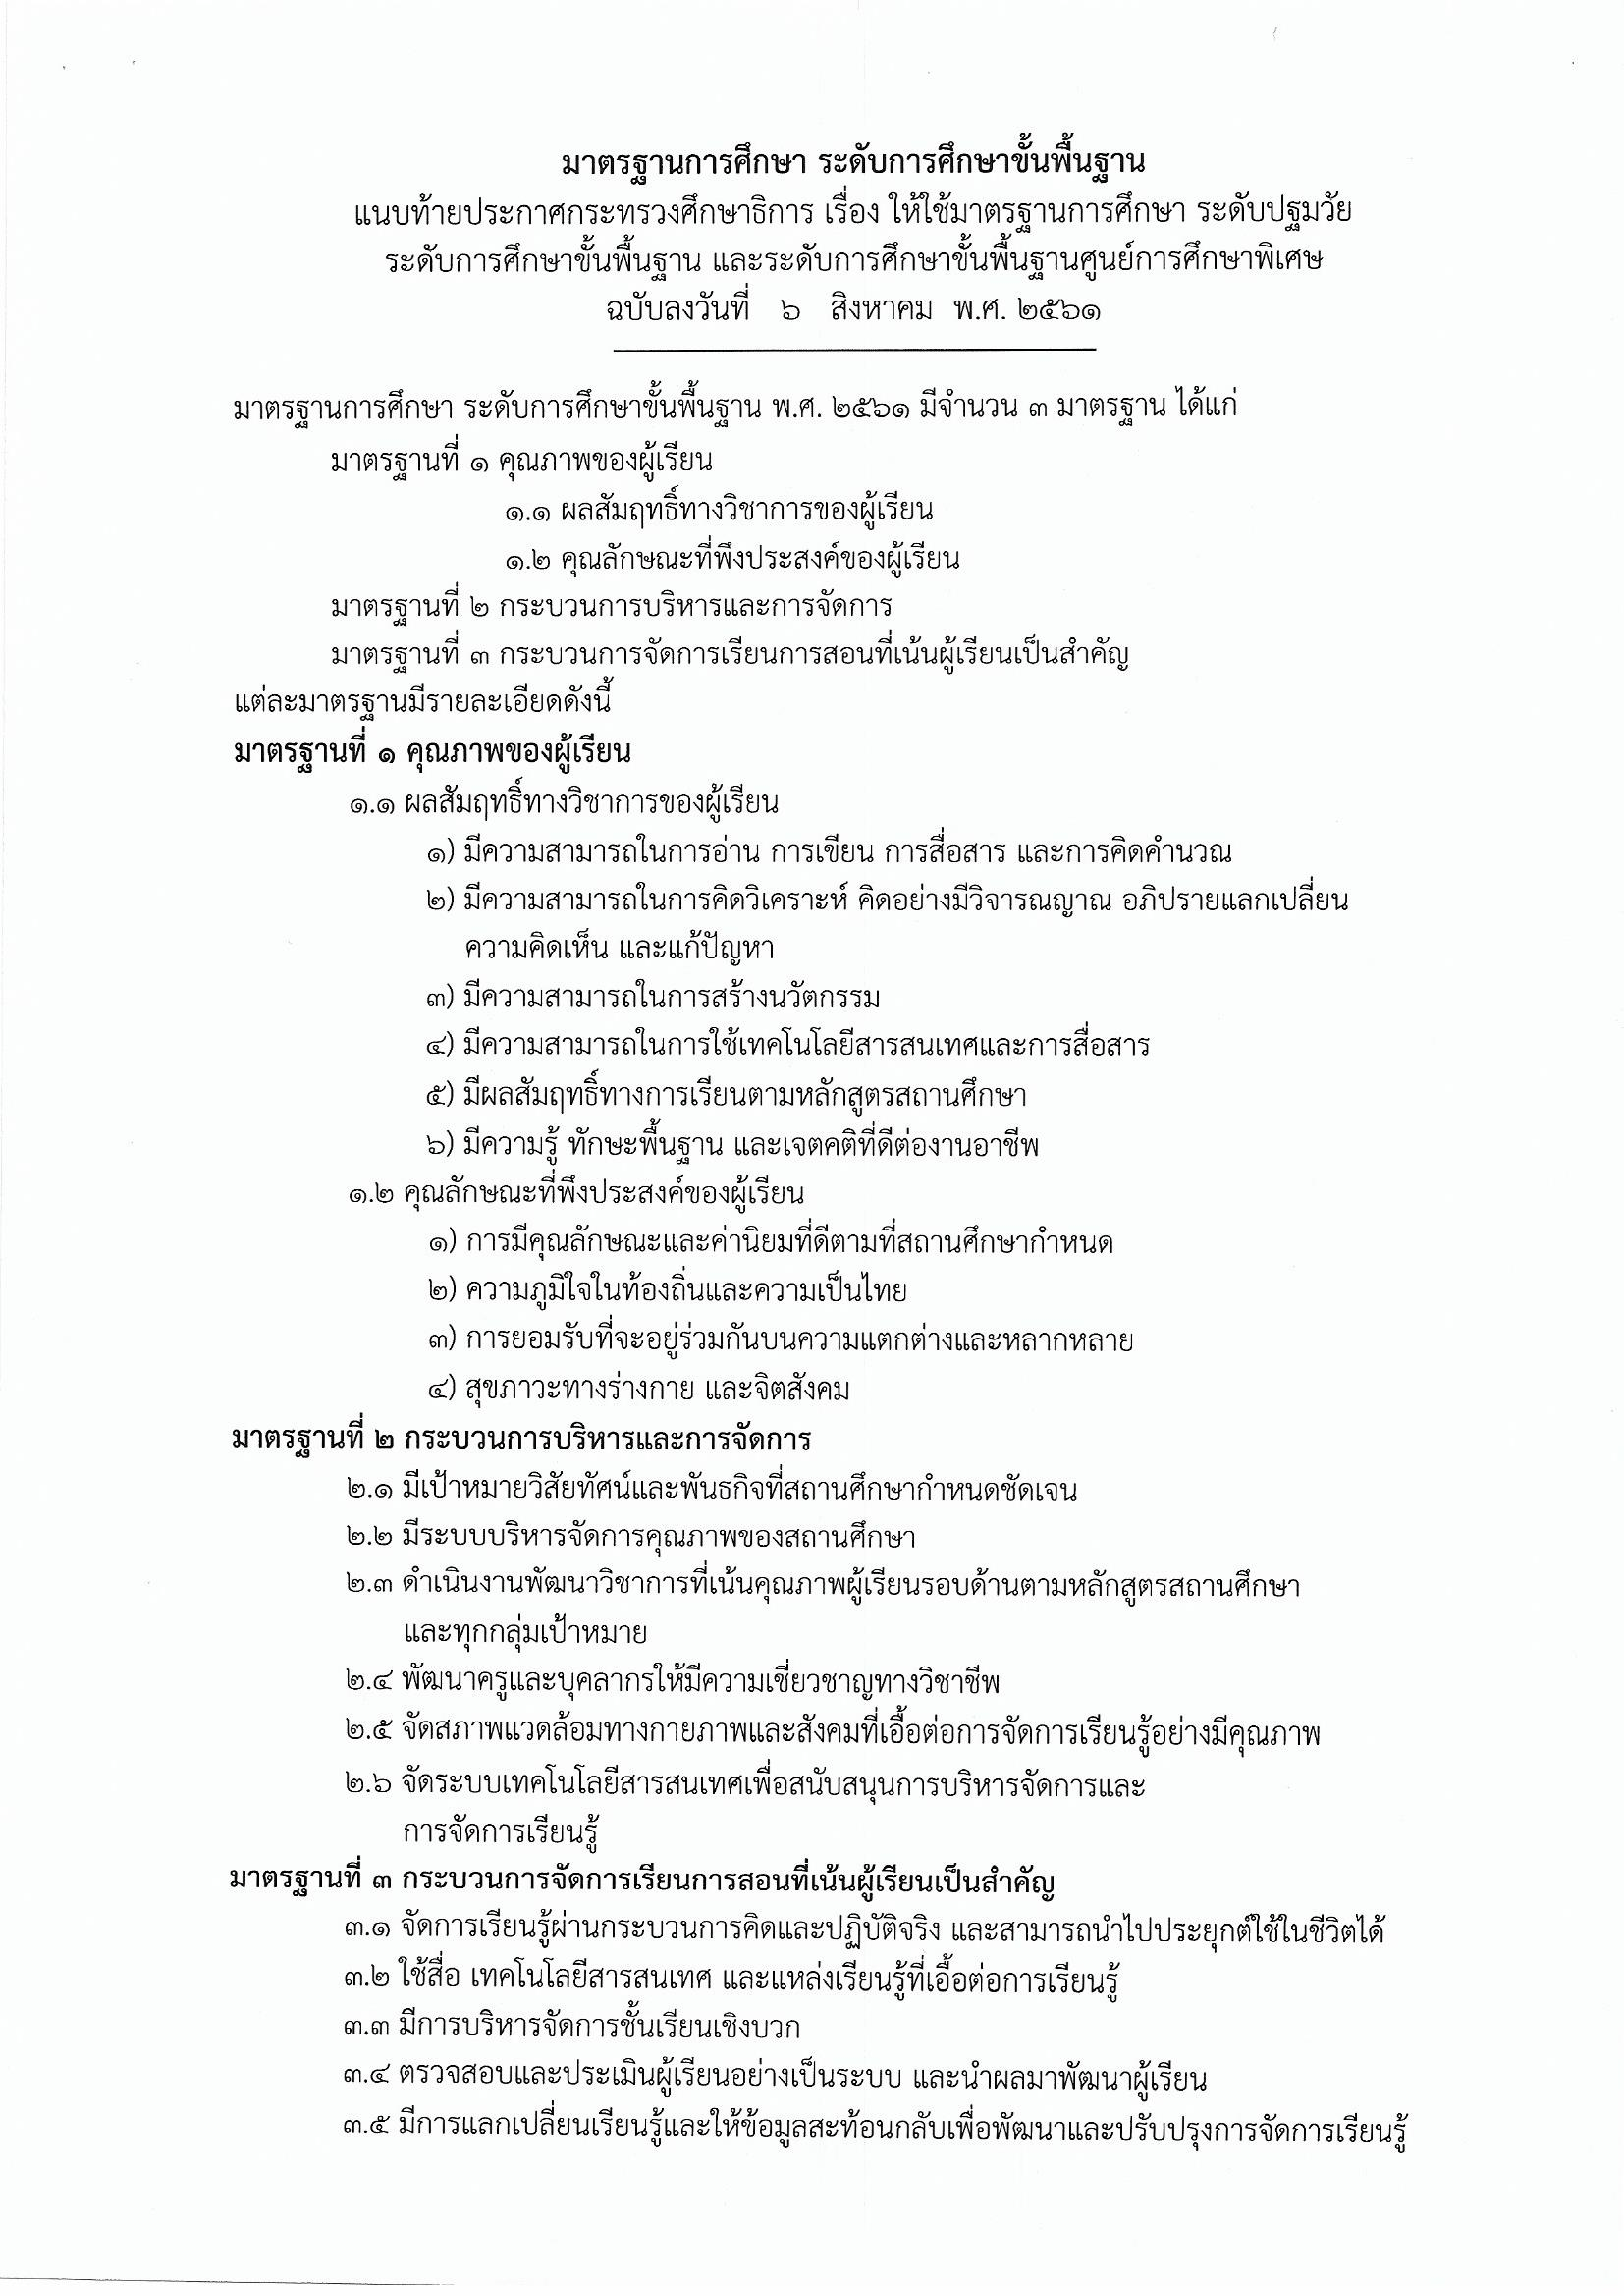 มาตรฐานการศึกษา ระดับการศึกษาขั้นพื้นฐาน
แนบท้ายประกาศกระทรวงศึกษาธิการ เรื่อง ให้ใช้มาตรฐานการศึกษา ระดับปฐมวัย
ระดับการศึกษาขั้นพื้นฐาน และระดับการศึกษาขั้นพื้นฐานศูนย์การศึกษาพิเศษ
ฉบับลงวันที่ ๖ สิงหาคม พ.ศ. ๒๕๖๑
มาตรฐานการศึกษา ระดับการศึกษาขั้นพื้นฐาน พ.ศ. ๒๕๖๑ มีจำนวน ๓ มาตรฐาน ได้แก่
มาตรฐานที่ ๑ คุณภาพของผู้เรียน
๑.๑ ผลสัมฤทธิ์ทางวิชาการของผู้เรียน
๑.๒ คุณลักษณะที่พึงประสงค์ของผู้เรียน
มาตรฐานที่ ๒ กระบวนการบริหารและการจัดการ
มาตรฐานที่ ๓ กระบวนการจัดการเรียนการสอนที่เน้นผู้เรียนเป็นสำคัญ
แต่ละมาตรฐานมีรายละเอียดดังนี้
มาตรฐานที่ ๑ คุณภาพของผู้เรียน
๑.๑ ผลสัมฤทธิ์ทางวิชาการของผู้เรียน
๑) มีความสามารถในการอ่าน การเขียน การสื่อสาร และการคิดคำนวณ
๒) มีความสามารถในการคิดวิเคราะห์ คิดอย่างมีวิจารณญาณ อภิปรายแลกเปลี่ยน
ความคิดเห็น และแก้ปัญหา
๓) มีความสามารถในการสร้างนวัตกรรม
๔) มีความสามารถในการใช้เทคโนโลยีสารสนเทศและการสื่อสาร
๕) มีผลสัมฤทธิ์ทางการเรียนตามหลักสูตรสถานศึกษา
๖) มีความรู้ ทักษะพื้นฐาน และเจตคติที่ดีต่องานอาชีพ
๑.๒ คุณลักษณะที่พึงประสงค์ของผู้เรียน
๑) การมีคุณลักษณะและค่านิยมที่ดีตามที่สถานศึกษากำหนด
๒) ความภูมิใจในท้องถิ่นและความเป็นไทย
๓) การยอมรับที่จะอยู่ร่วมกันบนความแตกต่างและหลากหลาย
๔) สุขภาวะทางร่างกาย และจิตสังคม
มาตรฐานที่ ๒ กระบวนการบริหารและการจัดการ
๒.๑ มีเป้าหมายวิสัยทัศน์และพันธกิจที่สถานศึกษากำหนดชัดเจน
๒.๒ มีระบบบริหารจัดการคุณภาพของสถานศึกษา
๒.๓ ดำเนินงานพัฒนาวิชาการที่เน้นคุณภาพผู้เรียนรอบด้านตามหลักสูตรสถานศึกษา
และทุกกลุ่มเป้าหมาย
๒.๔ พัฒนาครูและบุคลากรให้มีความเชี่ยวชาญทางวิชาชีพ
๒.๕ จัดสภาพแวดล้อมทางกายภาพและสังคมที่เอื้อต่อการจัดการเรียนรู้อย่างมีคุณภาพ
๒.๖ จัดระบบเทคโนโลยีสารสนเทศเพื่อสนับสนุนการบริหารจัดการและ
การจัดการเรียนรู้
มาตรฐานที่ ๓ กระบวนการจัดการเรียนการสอนที่เน้นผู้เรียนเป็นสำคัญ
๓.๑ จัดการเรียนรู้ผ่านกระบวนการคิดและปฏิบัติจริง และสามารถนำไปประยุกต์ใช้ในชีวิตได้
๓.๒ ใช้สื่อ เทคโนโลยีสารสนเทศ และแหล่งเรียนรู้ที่เอื้อต่อการเรียนรู้
๓.๓ มีการบริหารจัดการชั้นเรียนเชิงบวก
๓.๔ ตรวจสอบและประเมินผู้เรียนอย่างเป็นระบบ และนำผลมาพัฒนาผู้เรียน
๓.๕ มีการแลกเปลี่ยนเรียนรู้และให้ข้อมูลสะท้อนกลับเพื่อพัฒนาและปรับปรุงการจัดการเรียนรู้